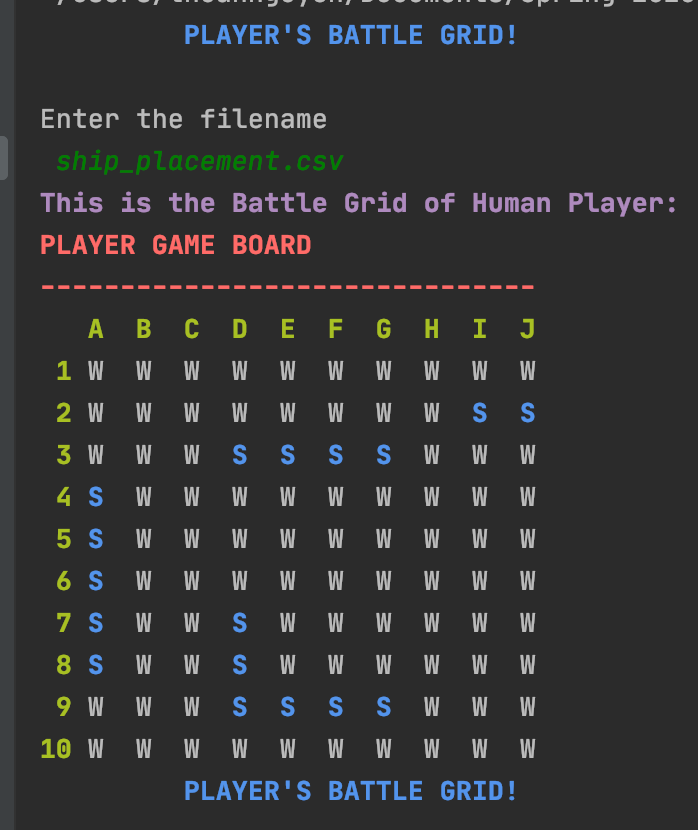 PLAYER'S BATTLE GRID!
Enter the filename
ship_placement.csv
This is the Battle Grid of Human Player:
PLAYER GAME BOARD
-------------------------------
A B C D E F G H I J
1 W W W W W W W W W W
2 W W W W W W W W S S
3 W W W S S S S W W W
4 S W W W W W W W W W
5 S W W W W W W W W W
6 S W W W W W W W W W
7 S W W S W W W W W W
8 S W W S W W W W W W
9 W W W S S S S W W W
10 W W W W W W W W W W
PLAYER'S BATTLE GRID!